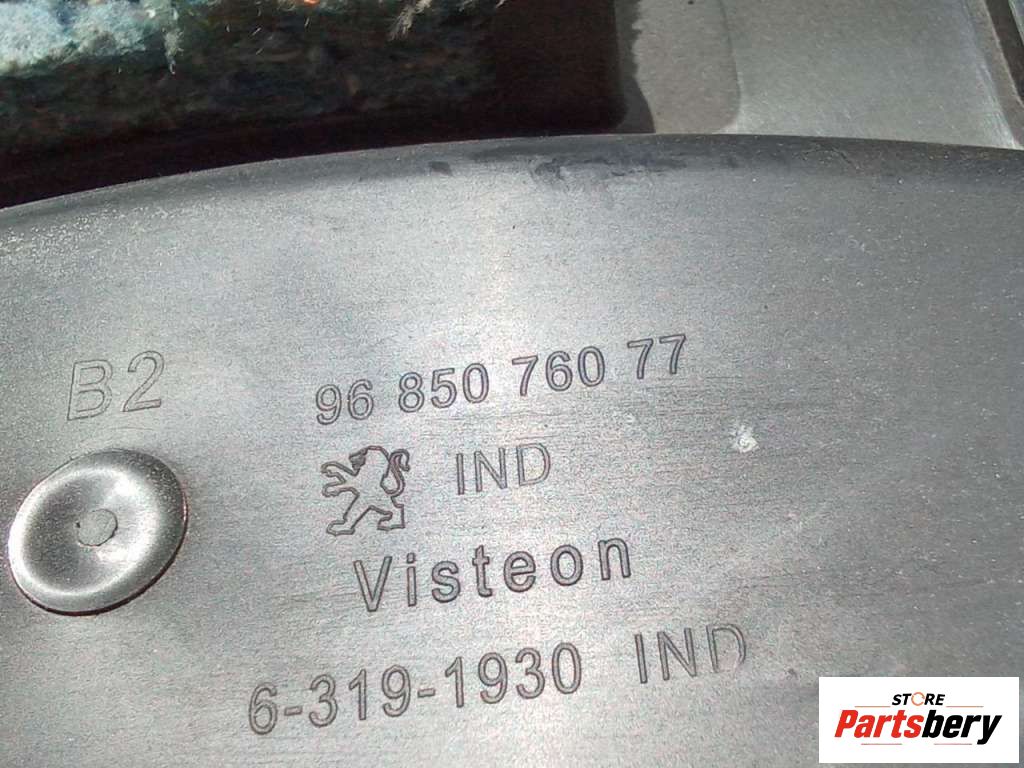 B2
96 850 760 77
IND
Visteon
6-319-1930 IND
STORE
Partsbery